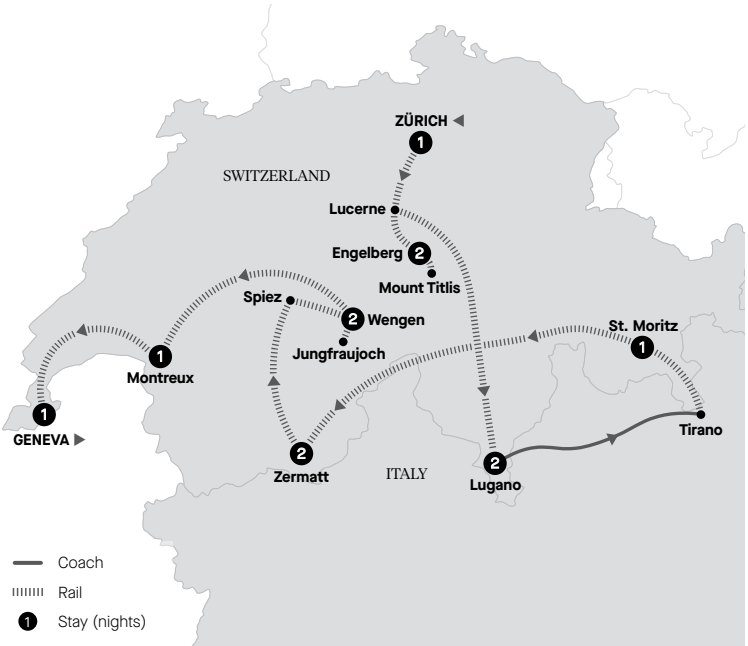 ZÜRICH
1
SWITZERLAND
Lucerne
Engelberg 2
Mount Titlis
Spiez
2 Wengen
Jungfraujoch
St. Moritz
1
1
Montreux
1
GENEVA
Tirano
2
Zermatt
ITALY
2
Lugano
Coach
Rail
1 Stay (nights)